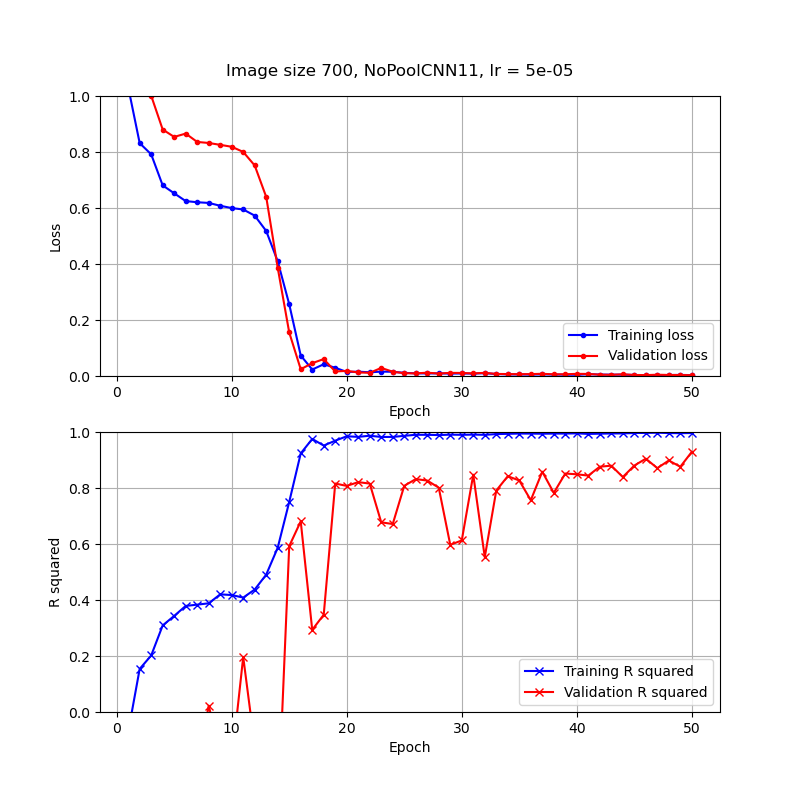 Image size 700, NoPoolCNN11, lr = 5e-05
1.0
0.8
0.6
0.4
0.2
0.0
Loss
Training loss
Validation loss
0 10 20 30 40 50
Epoch
1.0
0.8
0.6
0.4
0.2
0.0
R squared
Training R squared
Validation R squared
0 10 20 30 40 50
Epoch